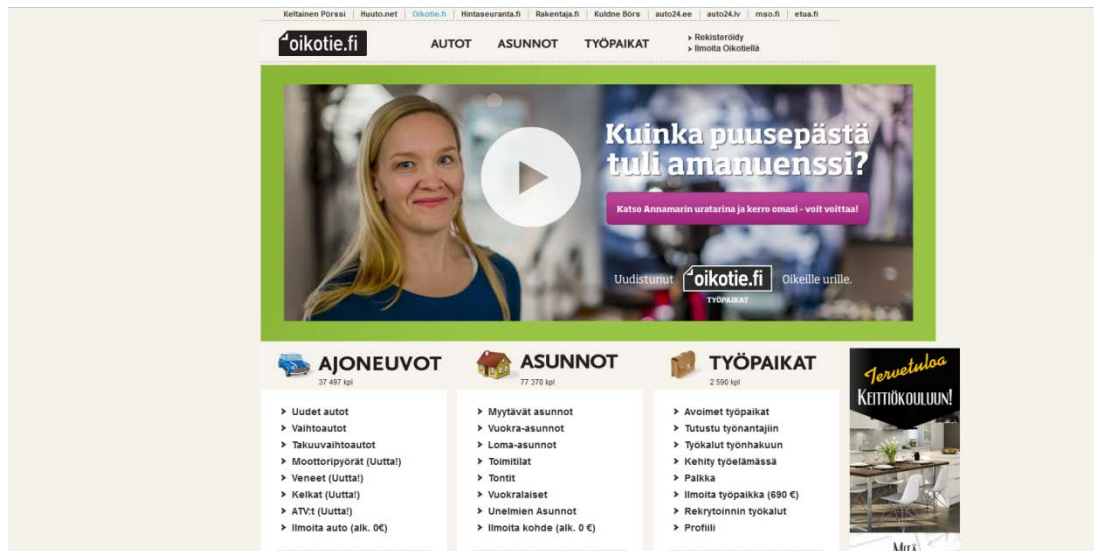 Keltainen Pörssi Huuto.net Oikotie.fi Hintaseuranta.fi Rakentaja.fi Kuldne Börs auto24.ee auto24.lv mso.fi etua.fi
oikotie.fi AUTOT ASUNNOT TYÖPAIKAT
› Rekisteröidy
› Ilmoita Oikotiellä
Kuinka puusepästä
tuli amanuenssi?
Katso Annamarin uratarina ja kerro omasi - voit voittaa!
Uudistunut oikotie.fi Oikeille urille.
TYÖPAIKAT
AJONEUVOT
37 497 kpl
› Uudet autot
› Vaihtoautot
› Takuuvaihtoautot
› Moottoripyörät (Uutta!)
› Veneet (Uutta!)
› Kelkat (Uutta!)
› ATV:t (Uutta!)
› Ilmoita auto (alk. 0€)
ASUNNOT
77 370 kpl
› Myytävät asunnot
› Vuokra-asunnot
› Loma-asunnot
› Toimitilat
› Tontit
› Vuokralaiset
› Unelmien Asunnot
› Ilmoita kohde (alk. 0 €)
TYÖPAIKAT
2 590 kpl
› Avoimet työpaikat
› Tutustu työnantajiin
› Työkalut työnhakuun
› Kehity työelämässä
› Palkka
› Ilmoita työpaikka (690 €)
› Rekrytoinnin työkalut
› Profiili
Tervetuloa
KEITTIÖKOULUUN!
MITÄ